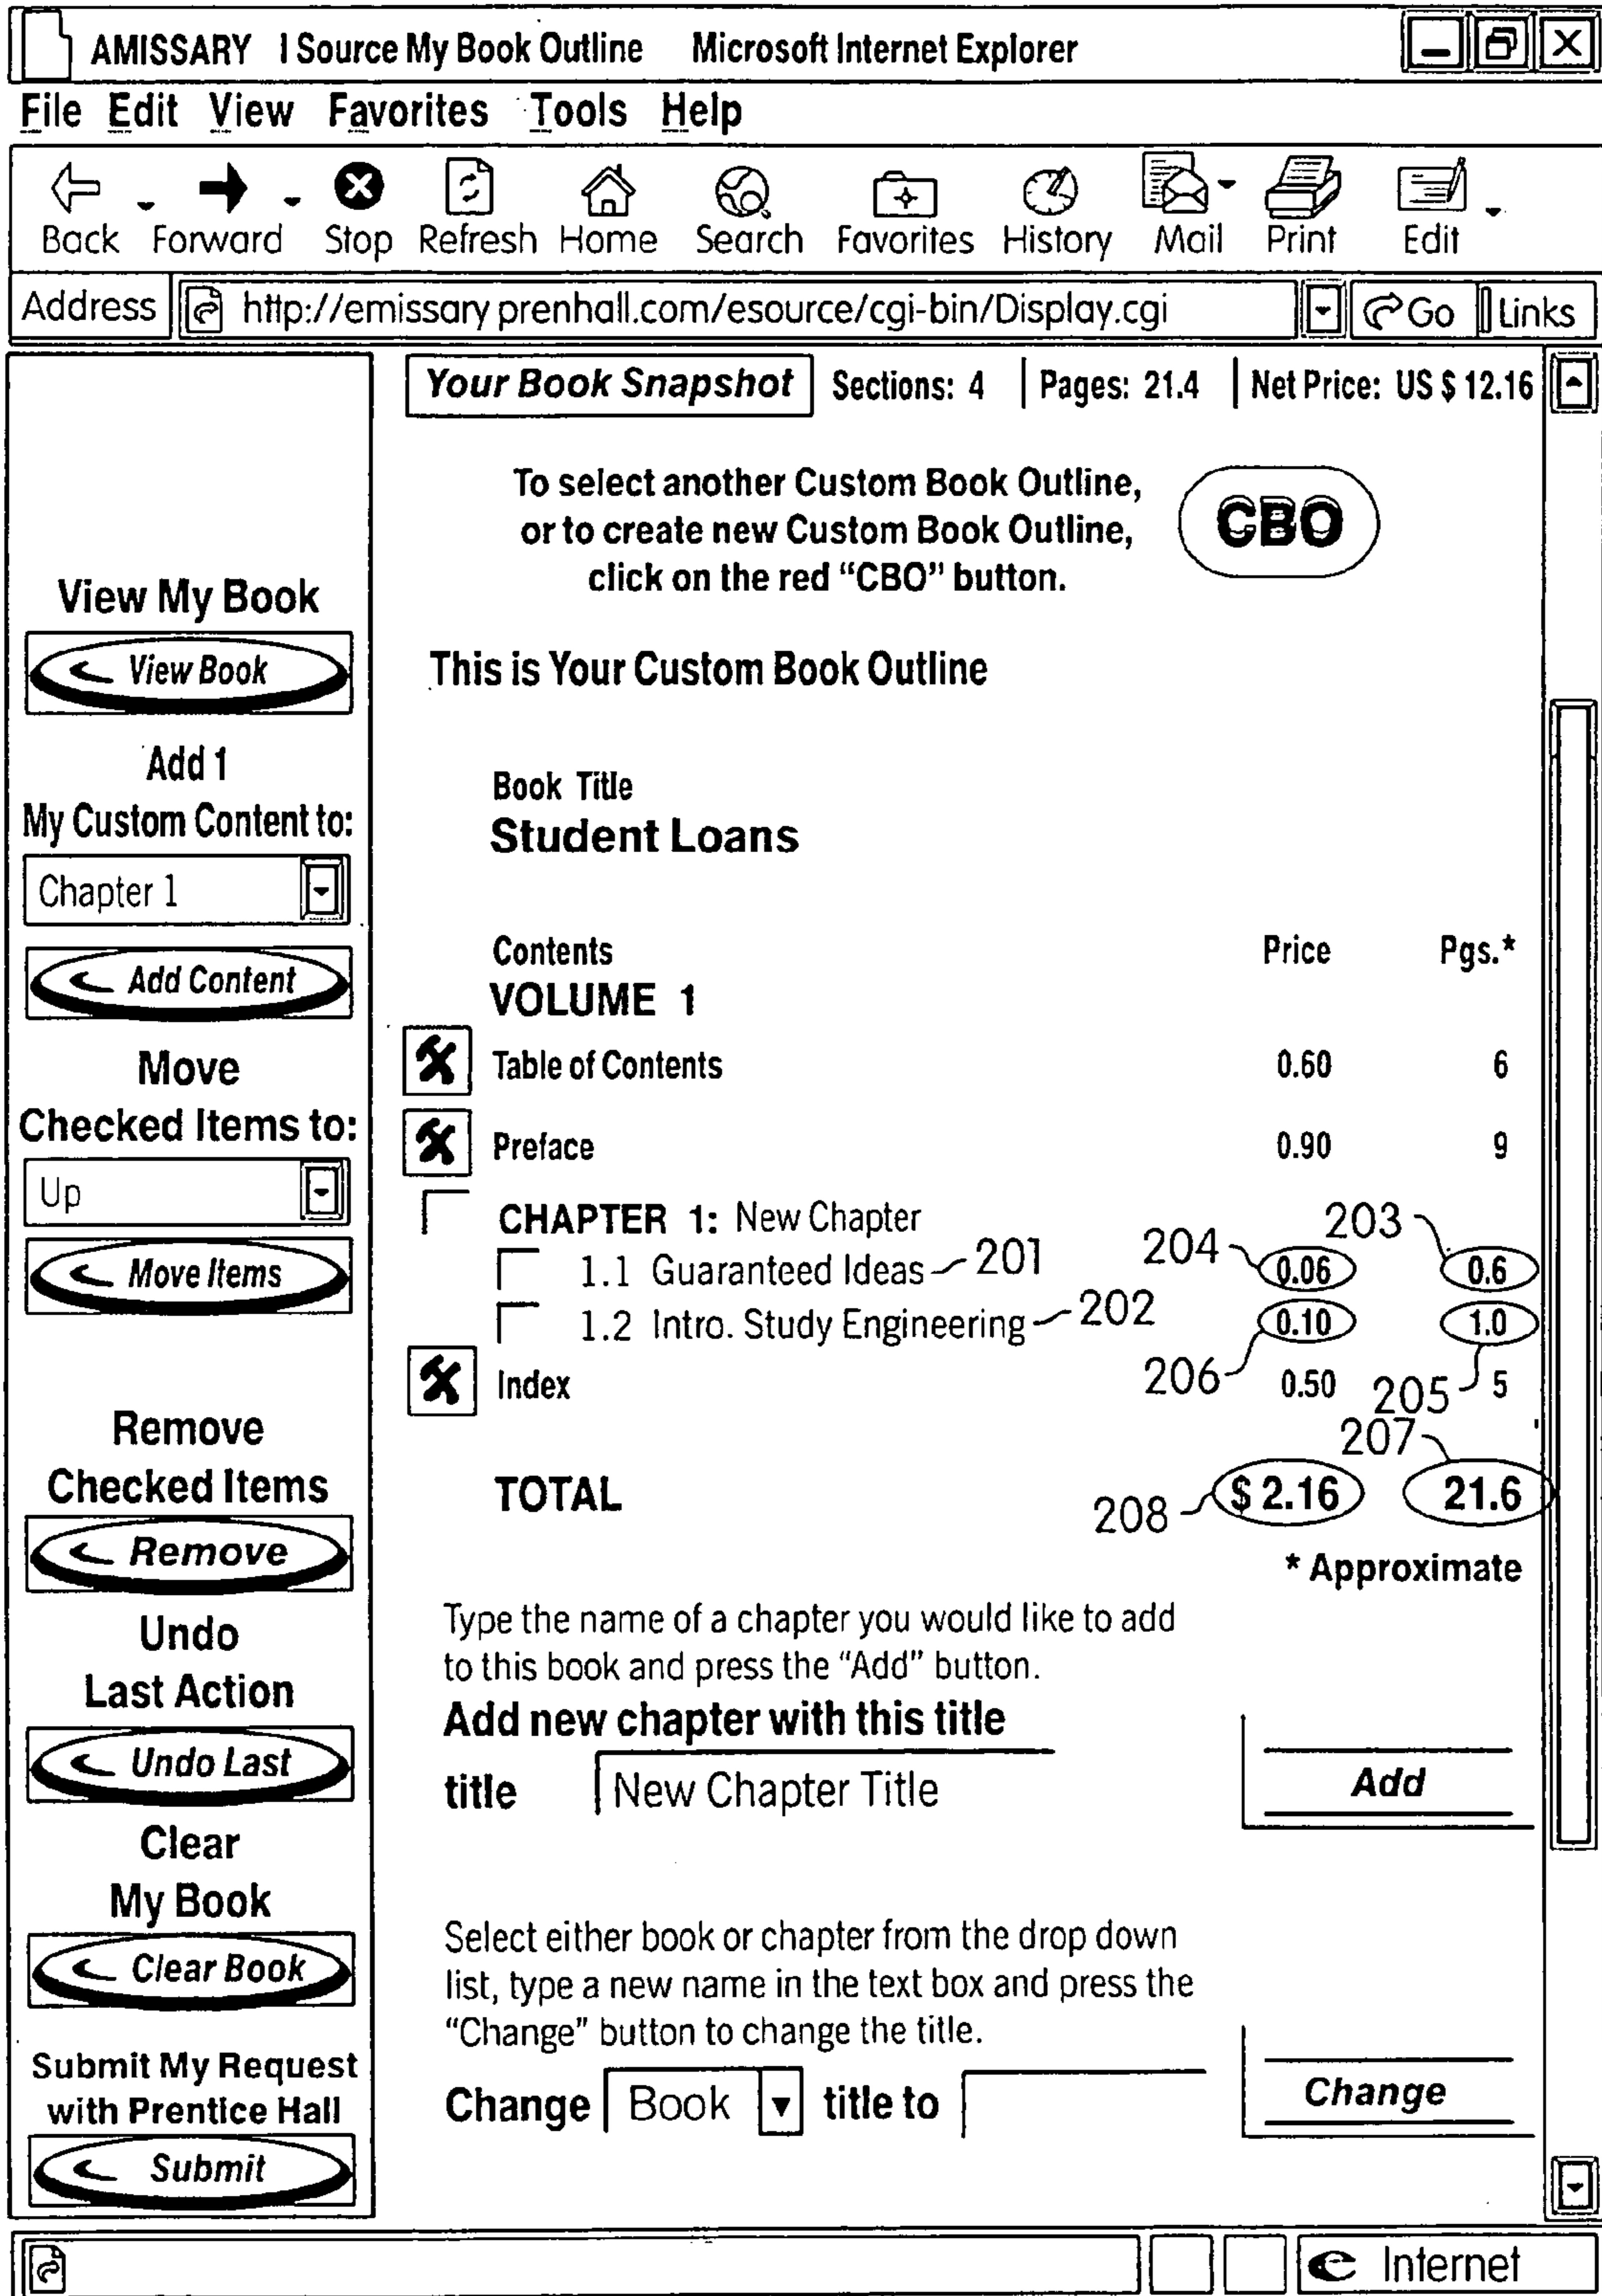 AMISSARY I Source My Book Outline Microsoft Internet Explorer
File Edit View Favorites Tools Help
Back Forward Stop Refresh Home Search Favorites History Mail Print Edit
Address http://emissary prenhall.com/esource/cgi-bin/Display.cgi Go Links
Your Book Snapshot Sections: 4 Pages: 21.4 Net Price: US $ 12.16
To select another Custom Book Outline,
or to create new Custom Book Outline,
click on the red “CBO” button.
CBO
View My Book
View Book
Add 1
My Custom Content to:
Chapter 1
Add Content
Move
Checked Items to:
Up
Move Items
Remove
Checked Items
Remove
Undo
Last Action
Undo Last
Clear
My Book
Clear Book
Submit My Request
with Prentice Hall
Submit
This is Your Custom Book Outline
Book Title
Student Loans
Contents Price Pgs.*
VOLUME 1
Table of Contents 0.60 6
Preface 0.90 9
CHAPTER 1: New Chapter 203
1.1 Guaranteed Ideas 201 204 0.06 0.6
1.2 Intro. Study Engineering 202 0.10 1.0
Index 206 0.50 205 5
207
TOTAL 208 $ 2.16 21.6
* Approximate
Type the name of a chapter you would like to add
to this book and press the “Add” button.
Add new chapter with this title
title New Chapter Title Add
Select either book or chapter from the drop down
list, type a new name in the text box and press the
“Change” button to change the title.
Change Book title to Change
Internet